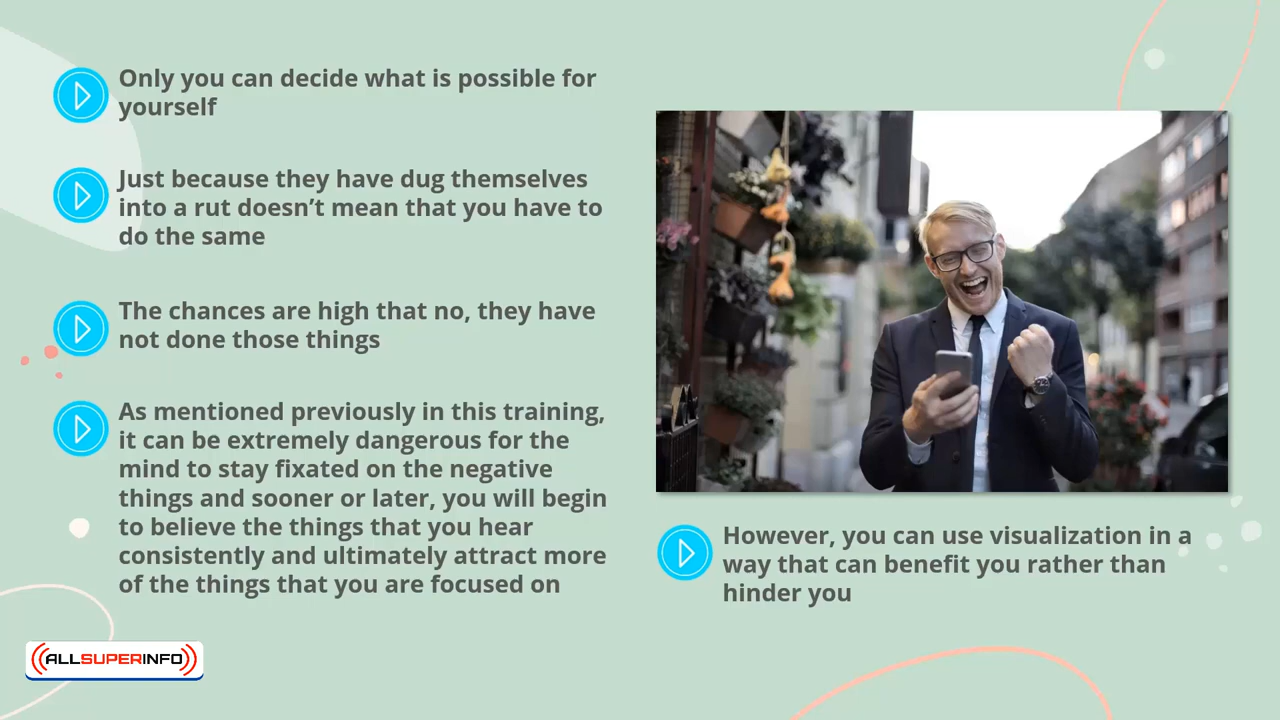 Only you can decide what is possible for
yourself
Just because they have dug themselves
into a rut doesn’t mean that you have to
do the same
The chances are high that no, they have
not done those things
As mentioned previously in this training,
it can be extremely dangerous for the
mind to stay fixated on the negative
things and sooner or later, you will begin
to believe the things that you hear
consistently and ultimately attract more
of the things that you are focused on
However, you can use visualization in a
way that can benefit you rather than
hinder you
ALLSUPERINFO